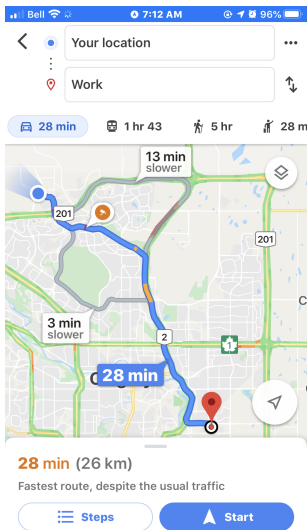 Bell 7:12 AM 96%
Your location
Work
28 min 1 hr 43 5 hr 28 m
13 min
slower
201
201
3 min
slower
2
1
28 min
28 min (26 km)
Fastest route, despite the usual traffic
Steps Start